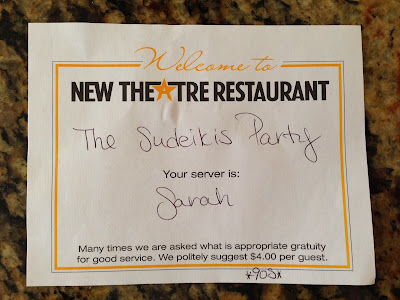 Welcome to
NEW THEATRE RESTAURANT
The Sudeikis Party
Your server is:
Sarah
Many times we are asked what is appropriate gratuity
for good service. We politely suggest $4.00 per guest.
*90S*